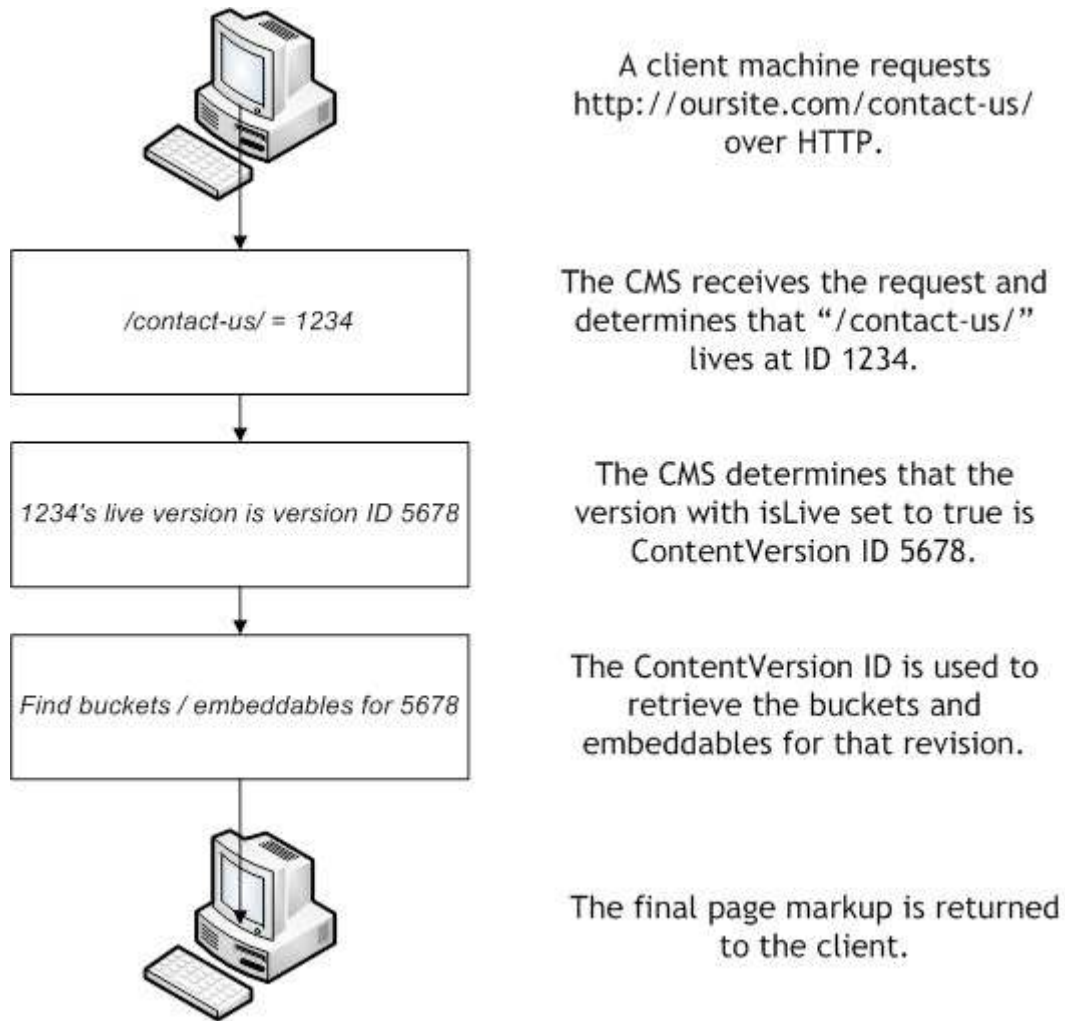 A client machine requests
http://oursite.com/contact-us/
over HTTP.
/contact-us/ = 1234
The CMS receives the request and
determines that “/contact-us/”
lives at ID 1234.
1234's live version is version ID 5678
The CMS determines that the
version with isLive set to true is
ContentVersion ID 5678.
Find buckets / embeddables for 5678
The ContentVersion ID is used to
retrieve the buckets and
embeddables for that revision.
The final page markup is returned
to the client.